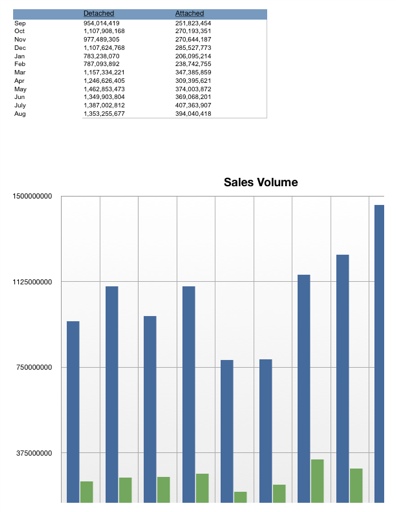 Detached Attached
Sep 954,014,419 251,823,454
Oct 1,107,908,168 270,193,351
Nov 977,489,305 270,644,187
Dec 1,107,624,768 285,527,773
Jan 783,238,070 206,095,214
Feb 787,093,892 238,742,755
Mar 1,157,334,221 347,385,859
Apr 1,246,626,405 309,395,621
May 1,462,853,473 374,003,872
Jun 1,349,903,804 369,068,201
July 1,387,002,812 407,363,907
Aug 1,353,255,677 394,040,418
Sales Volume
1500000000
1125000000
750000000
375000000